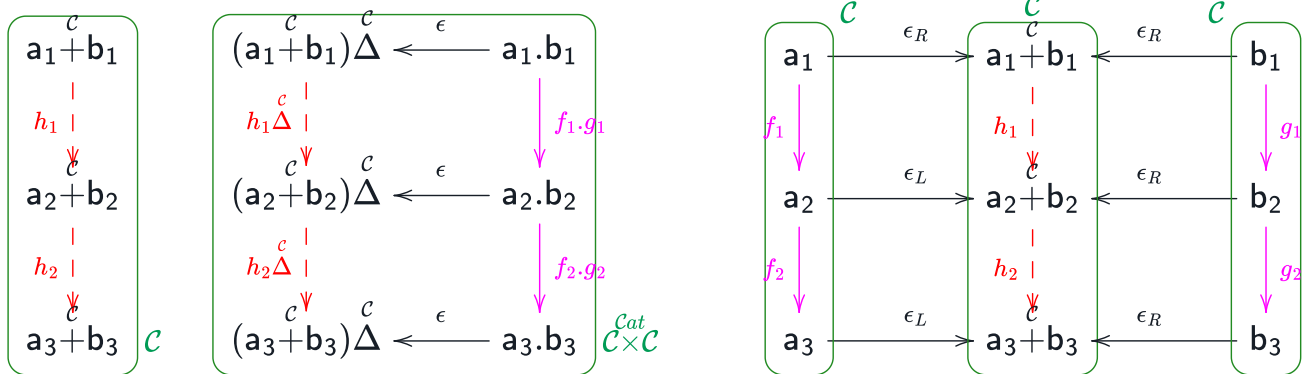 𝒞 𝒞 𝒞 𝒞 𝒞 𝒞
a₁+b₁ (a₁+b₁)Δ ϵ a₁.b₁ a₁ ϵ_R a₁+b₁ ϵ_R b₁
𝒞
h₁ h₁Δ f₁.g₁ f₁ h₁ g₁
𝒞 𝒞 𝒞 𝒞
a₂+b₂ (a₂+b₂)Δ ϵ a₂.b₂ a₂ ϵ_L a₂+b₂ ϵ_R b₂
𝒞
h₂ h₂Δ f₂.g₂ f₂ h₂ g₂
𝒞 𝒞 𝒞 𝒞at 𝒞
a₃+b₃ 𝒞 (a₃+b₃)Δ ϵ a₃.b₃ 𝒞×𝒞 a₃ ϵ_L a₃+b₃ ϵ_R b₃